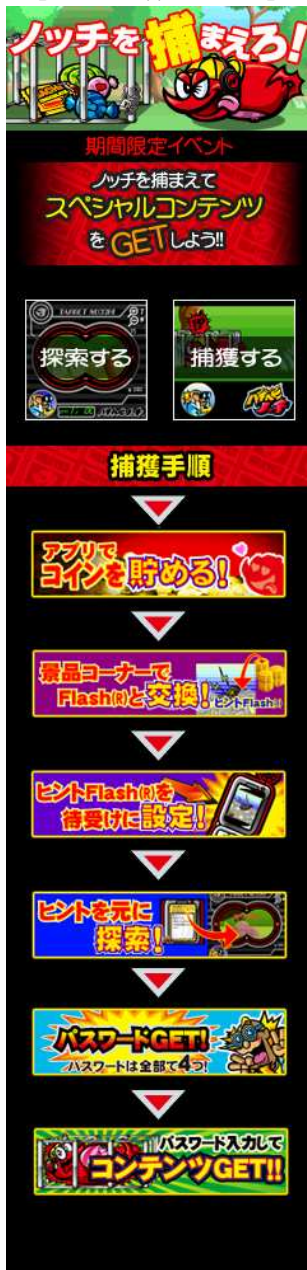 ノッチを捕まえろ!
期間限定イベント
ノッチを捕まえて
スペシャルコンテンツ
をGETしよう!!
TARGET NOTCH
探索する
捕獲する
捕獲手順
アプリで
コインを貯める!
景品コーナーで
Flash(R)と交換!
ヒントFlash(R)
ヒントFlash(R)を
待受けに設定!
ヒントを元に
探索!
パスワードGET!
パスワードは全部で4つ!
パスワード入力して
コンテンツGET!!